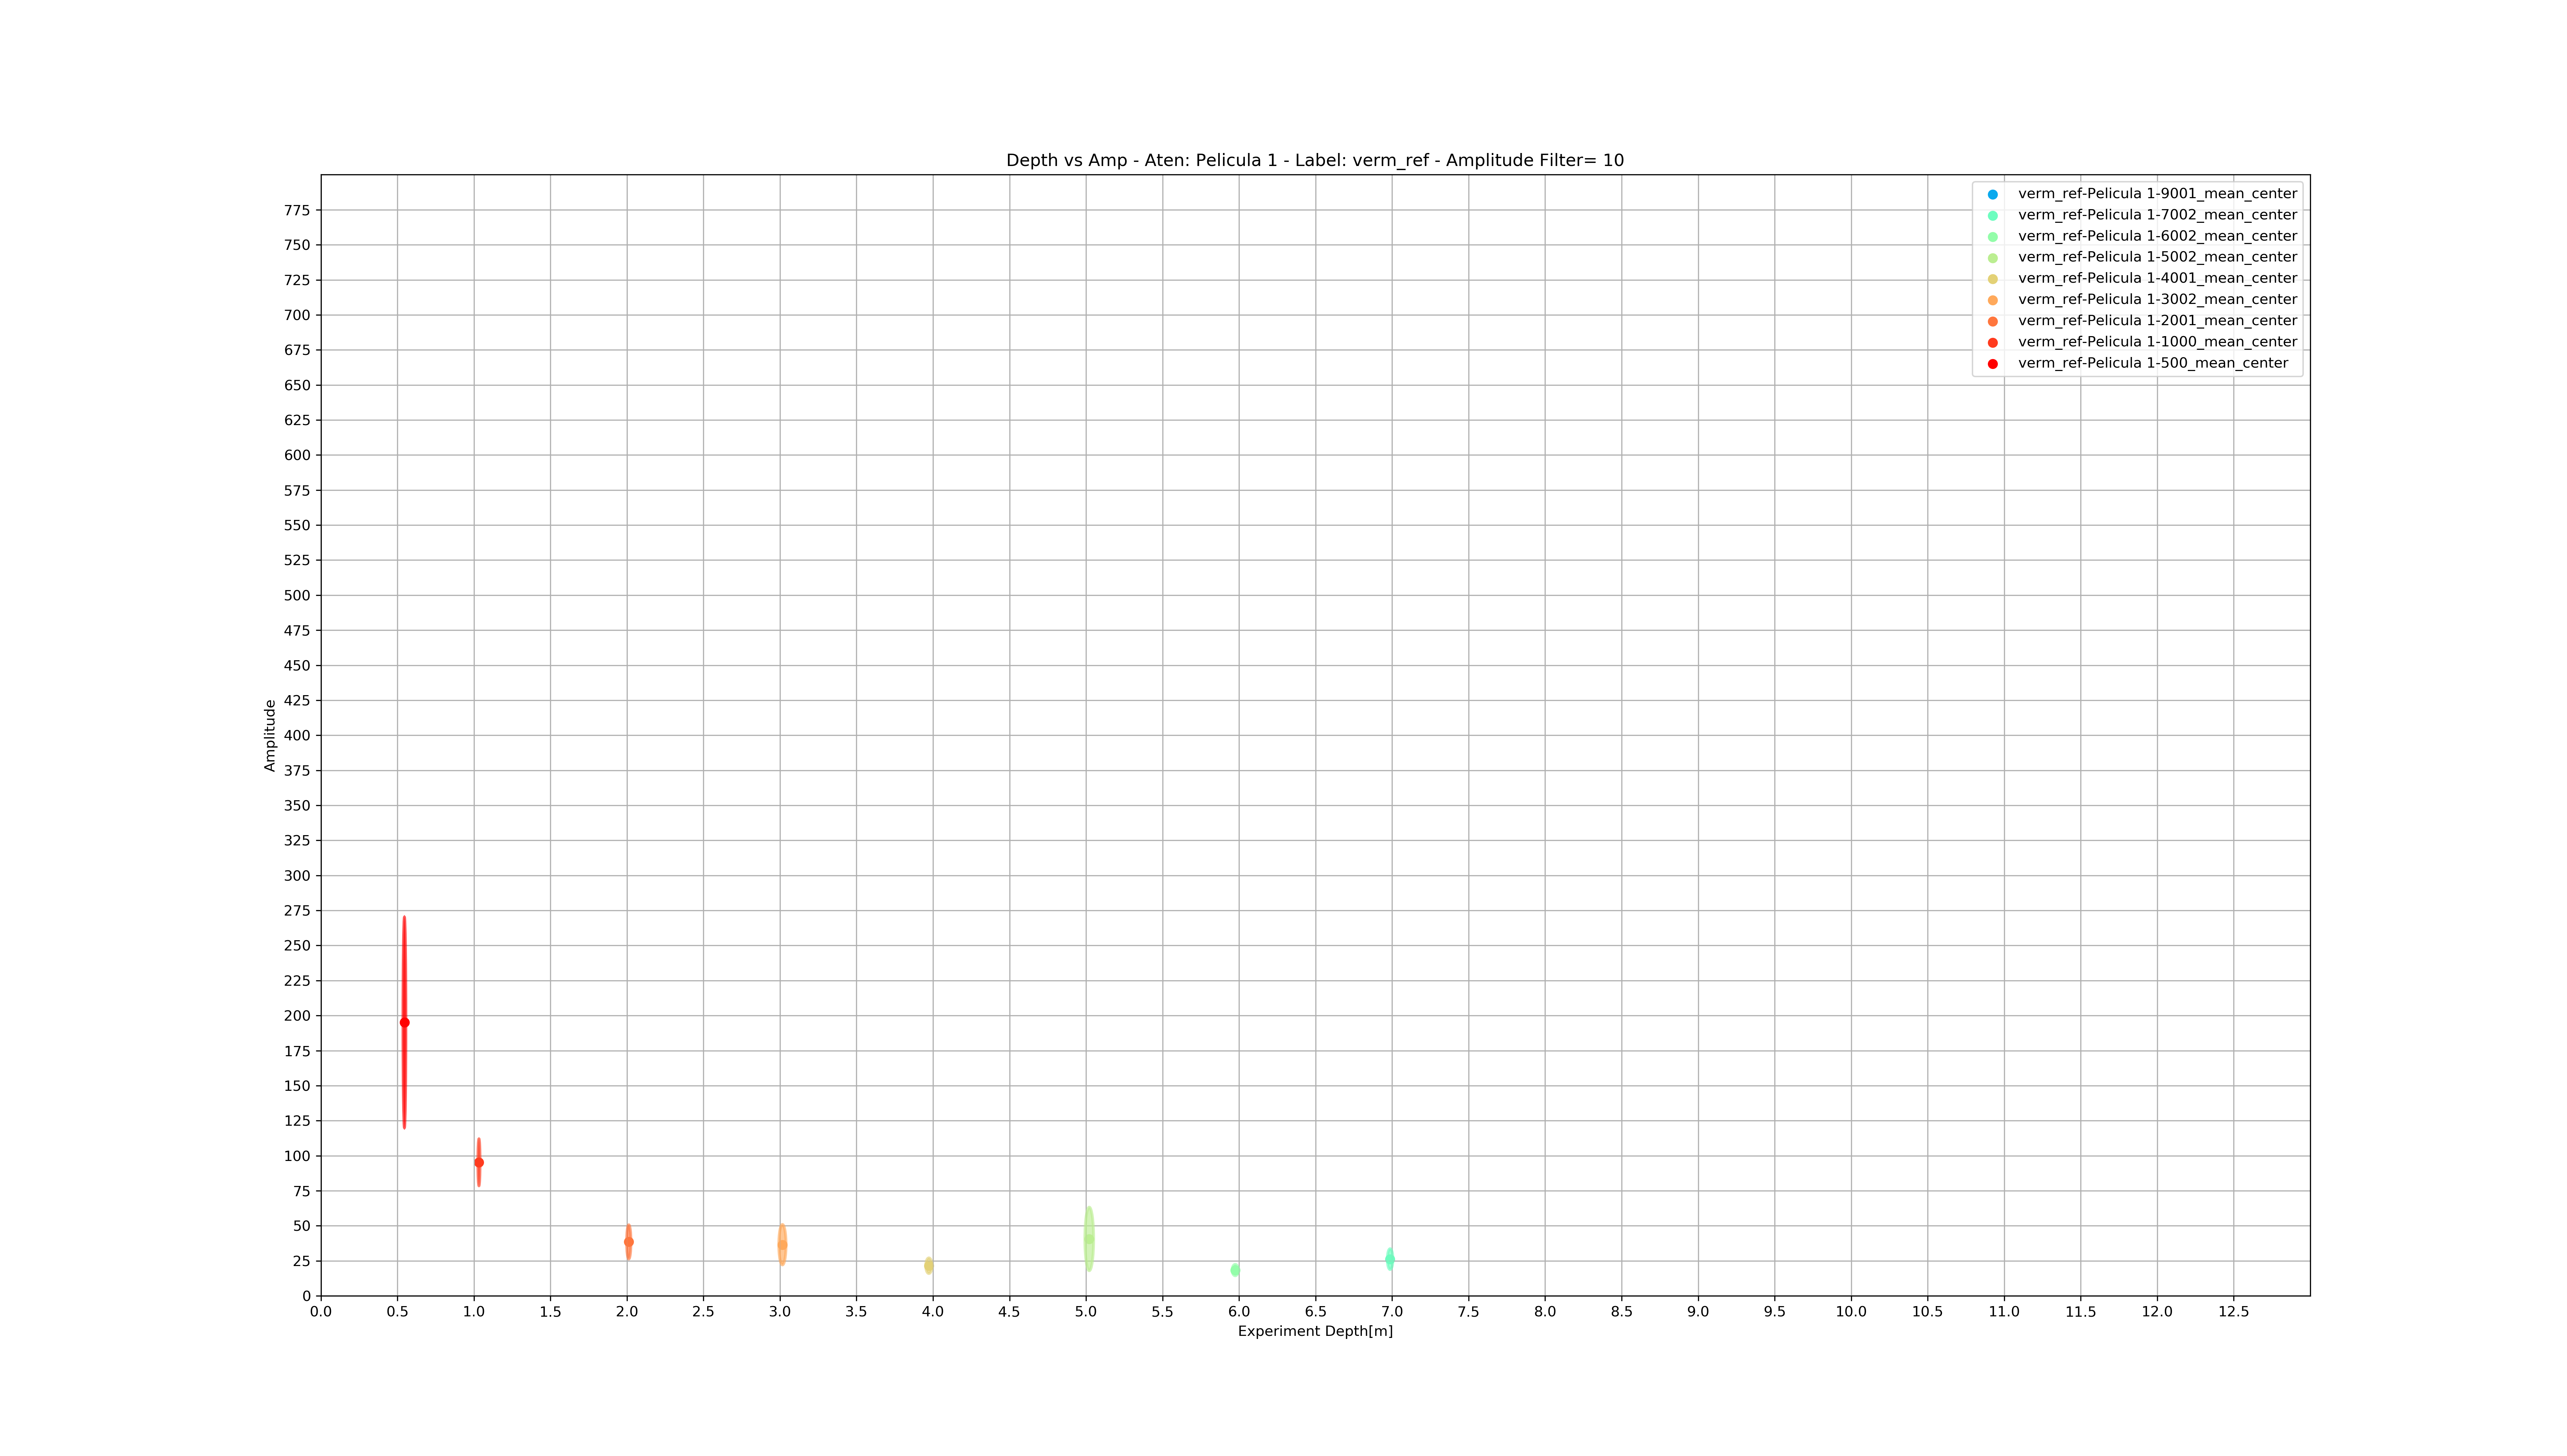 Depth vs Amp - Aten: Pelicula 1 - Label: verm_ref - Amplitude Filter= 10
verm_ref-Pelicula 1-9001_mean_center
verm_ref-Pelicula 1-7002_mean_center
verm_ref-Pelicula 1-6002_mean_center
verm_ref-Pelicula 1-5002_mean_center
verm_ref-Pelicula 1-4001_mean_center
verm_ref-Pelicula 1-3002_mean_center
verm_ref-Pelicula 1-2001_mean_center
verm_ref-Pelicula 1-1000_mean_center
verm_ref-Pelicula 1-500_mean_center
775
750
725
700
675
650
625
600
575
550
525
500
475
450
425
400
375
350
325
300
275
250
225
200
175
150
125
100
75
50
25
0
Amplitude
0.0 0.5 1.0 1.5 2.0 2.5 3.0 3.5 4.0 4.5 5.0 5.5 6.0 6.5 7.0 7.5 8.0 8.5 9.0 9.5 10.0 10.5 11.0 11.5 12.0 12.5
Experiment Depth[m]